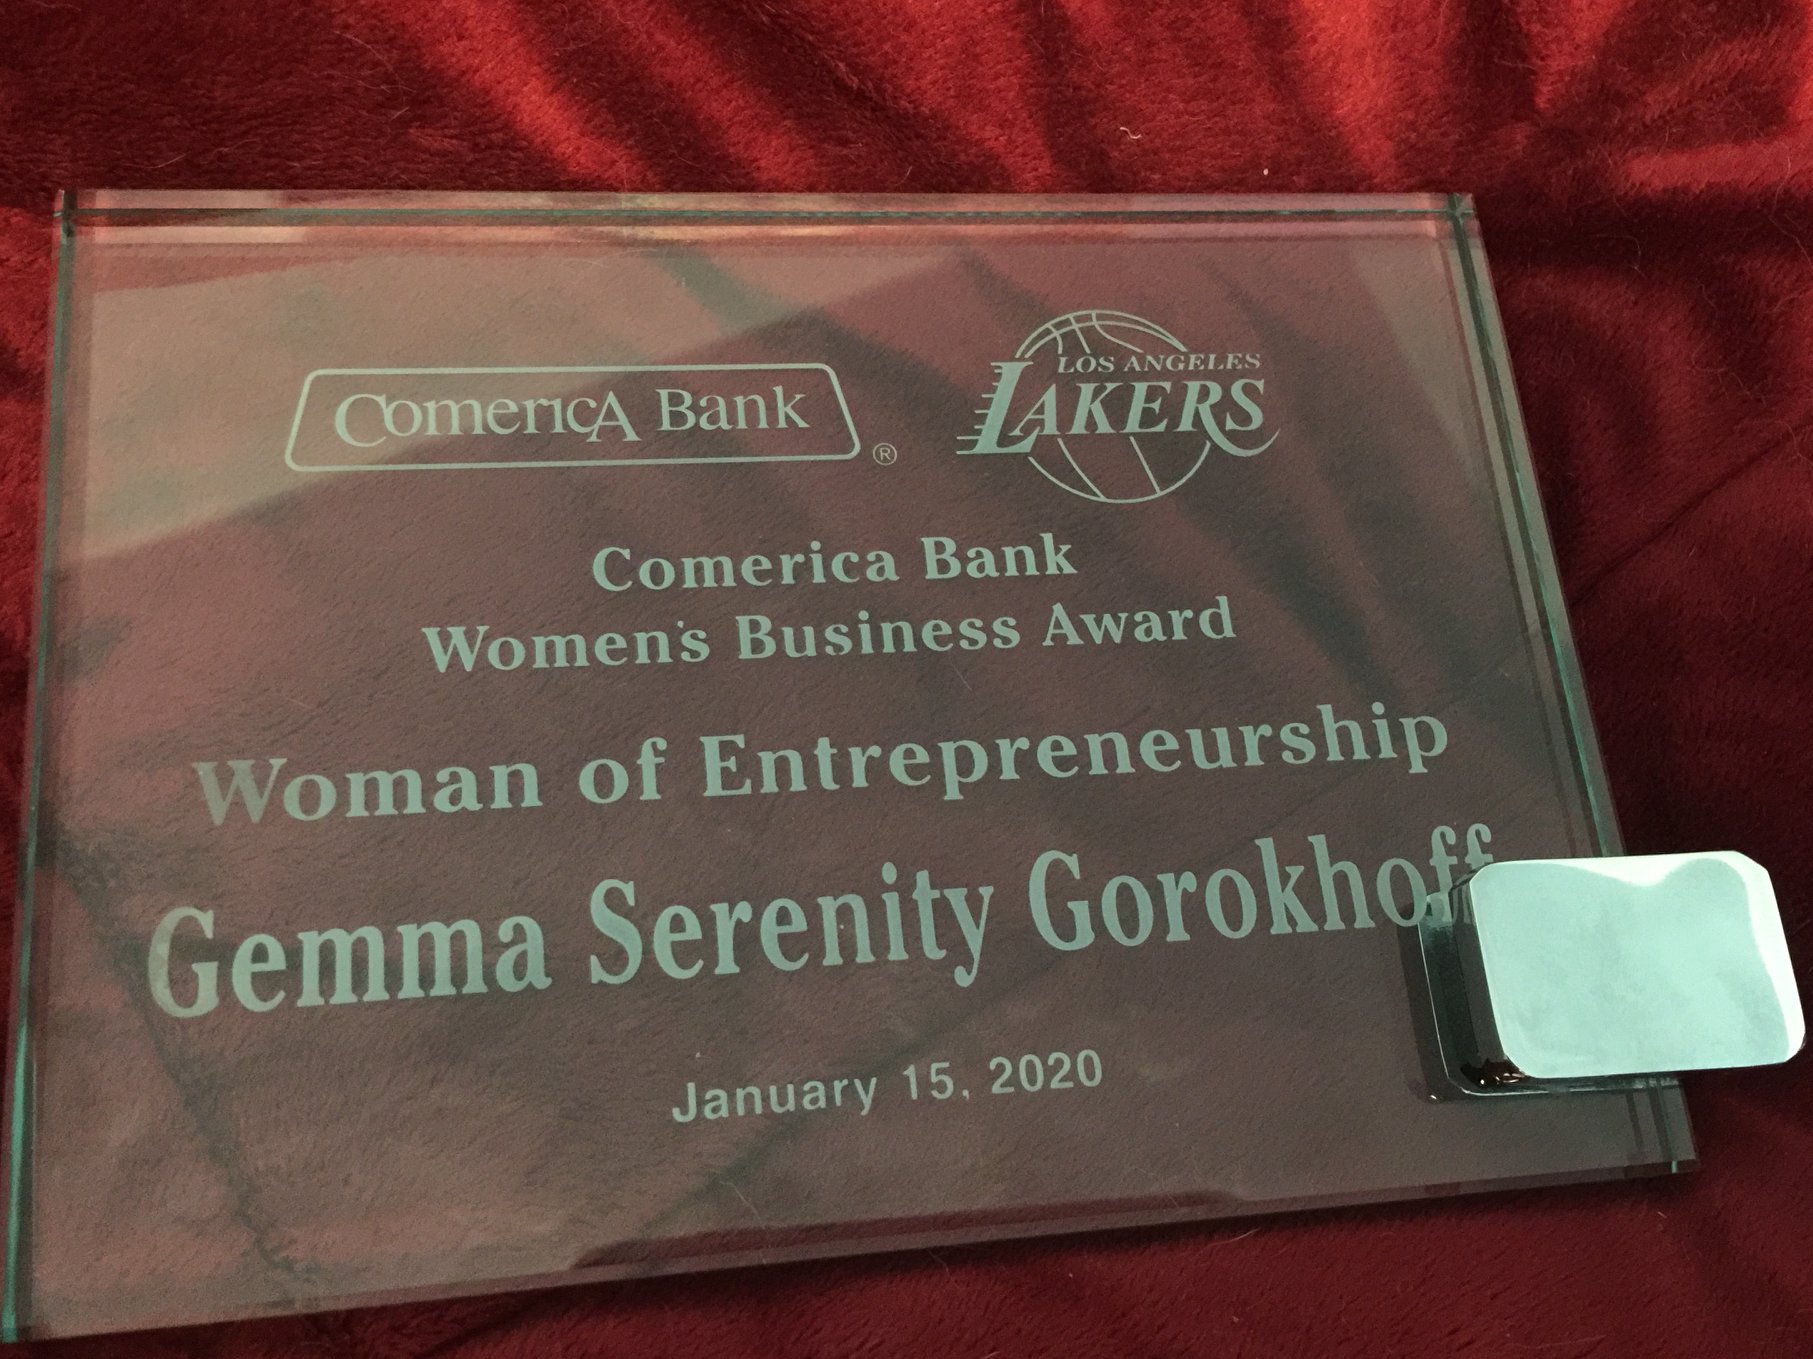 ComericA Bank ®
LOS ANGELES
LAKERS
Comerica Bank
Women's Business Award
Woman of Entrepreneurship
Gemma Serenity Gorokhoff
January 15, 2020